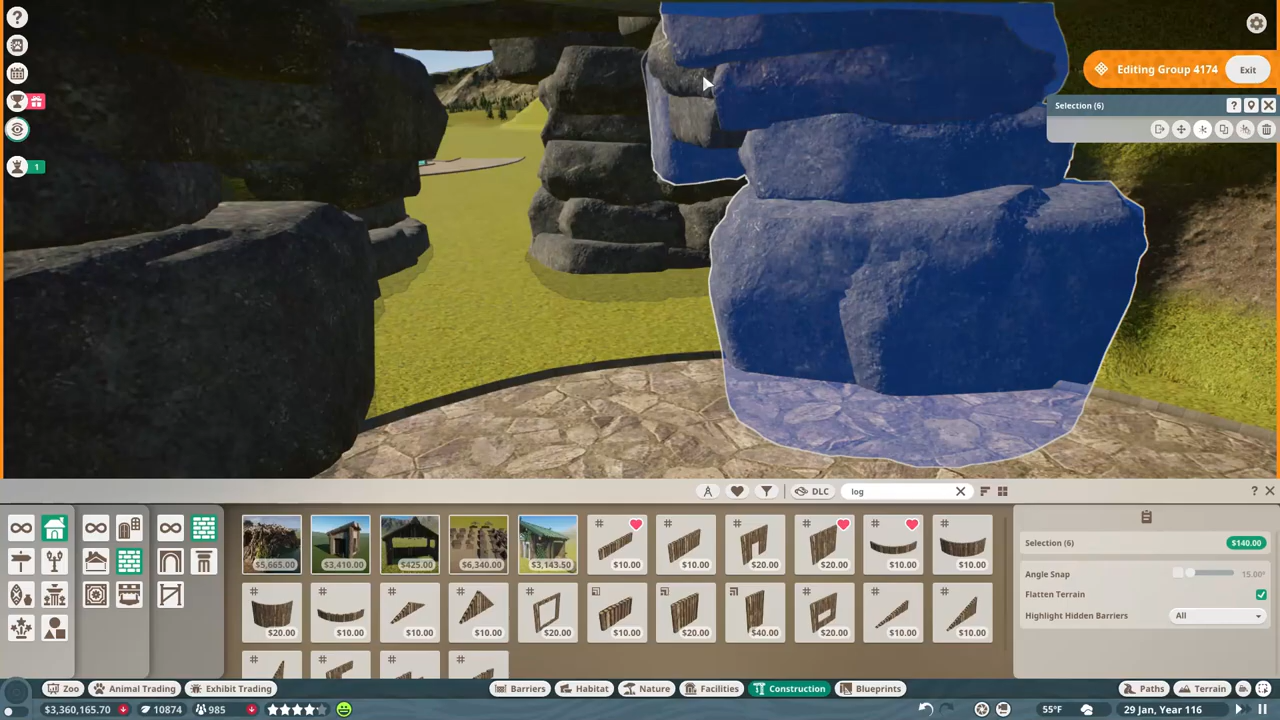 ?
Editing Group 4174 Exit
Selection (6) ?
1
DLC log ?
$5,665.00 $3,410.00 $425.00 $6,340.00 $3,143.50 $10.00 $10.00 $20.00 $20.00 $10.00 $10.00
$20.00 $10.00 $10.00 $10.00 $20.00 $10.00 $20.00 $40.00 $20.00 $10.00 $10.00
Selection (6) $140.00
Angle Snap 15.00°
Flatten Terrain
Highlight Hidden Barriers All
Zoo Animal Trading Exhibit Trading Barriers Habitat Nature Facilities Construction Blueprints Paths Terrain
$3,360,165.70 10874 985 55°F 29 Jan, Year 116